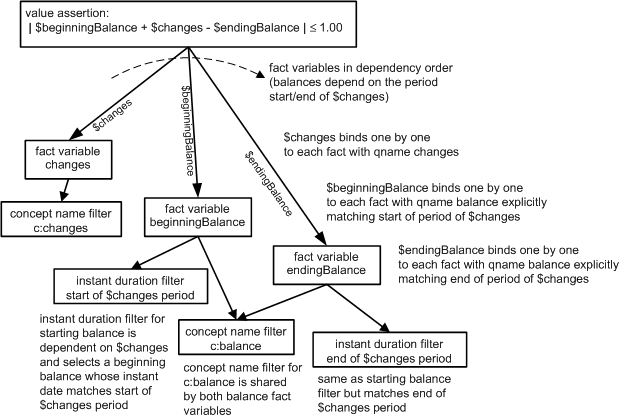 value assertion:
| $beginningBalance + $changes - $endingBalance | ≤ 1.00
fact variables in dependency order
(balances depend on the period
start/end of $changes)
$changes
$beginningBalance
$endingBalance
$changes binds one by one
to each fact with qname changes
fact variable
changes
concept name filter
c:changes
$beginningBalance binds one by one
to each fact with qname balance explicitly
matching start of period of $changes
fact variable
beginningBalance
fact variable
endingBalance
$endingBalance binds one by one
to each fact with qname balance explicitly
matching end of period of $changes
instant duration filter
start of $changes period
instant duration filter for
starting balance is
dependent on $changes
and selects a beginning
balance whose instant
date matches start of
$changes period
concept name filter
c:balance
concept name filter for
c:balance is shared
by both balance fact
variables
instant duration filter
end of $changes period
same as starting balance
filter but matches end
of $changes period